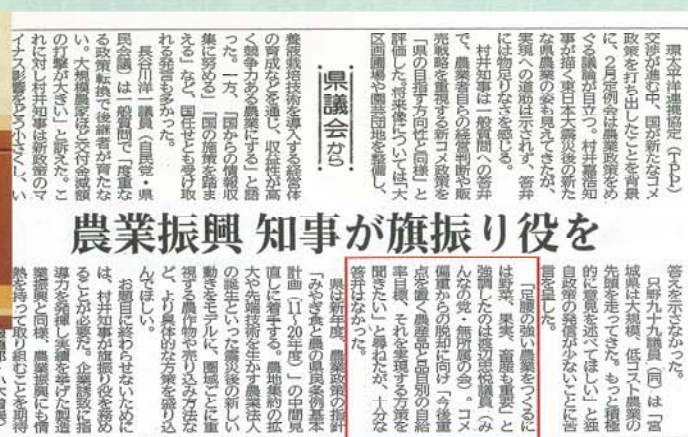 環太平洋連携協定(TPP)
交渉が進む中、国が新たなコメ
政策を打ち出したことを背景
に、2月定例会は農業政策をめ
ぐる議論が目立つ。村井嘉浩知
事が描く東日本大震災後の新た
な県農業の姿も見えてきたが、
実現への道筋は示されず、答弁
には物足りなさを感じる。
村井知事は一般質問への答弁
で、農業者自らの経営判断や販
売戦略を重視する新コメ政策を
「県の目指す方向性と同様」と
評価した。将来像については「大
区画圃場や園芸団地を整備し、
県議会から
養液栽培技術を導入する経営体
の育成などを通し、収益性が高
く競争力ある農業にする」と語
った。一方、「国からの情報収
集に努める」「国の施策を踏ま
える」など、国任せとも受け取
れる発言も多かった。
長谷川洋一議員(自民党・県
民会議)は一般質問で「度重な
る政策転換で後継者が育たな
い。大規模農家ほど交付金減額
の打撃が大きい」と訴えた。こ
れに対し村井知事は新政策のマ
イナス影響をどう小さくし、い
農業振興 知事が旗振り役を
答えを示さなかった。
只野九十九議員(同)は「宮
城県は大規模、低コスト農業の
先頭を走ってきた。もっと積極
的に意見を述べてほしい」と独
自政策の発信が少ないことに苦
言を呈した。
「足腰の強い農業をつくるに
は野菜、果実、畜産も重要」と
強調したのは渡辺忠悦議員(み
んなの党・無所属の会)。コメ
偏重からの脱却に向け「今後重
点を置く農産品と品目別の自給
率目標、それを実現する方策を
聞きたい」と尋ねたが、十分な
答弁はなかった。
県は新年度、農業政策の指針
「みやぎ食と農の県民条例基本
計画(11〜20年度)」の中間見
直しに着手する。農地集約の拡
大や先端技術を生かす農業法人
の誕生といった震災後の新しい
動きをモデルに、圏域ごとに重
視する農作物や売り込み方法な
ど、より具体的な方策を盛り込
んでほしい。
お題目に終わらせないために
は、村井知事が旗振り役を務め
ることが必要だ。企業誘致に指
導力を発揮し実績を挙げた製造
業振興と同様、農業振興にも情
熱を持って取り組むことを期待